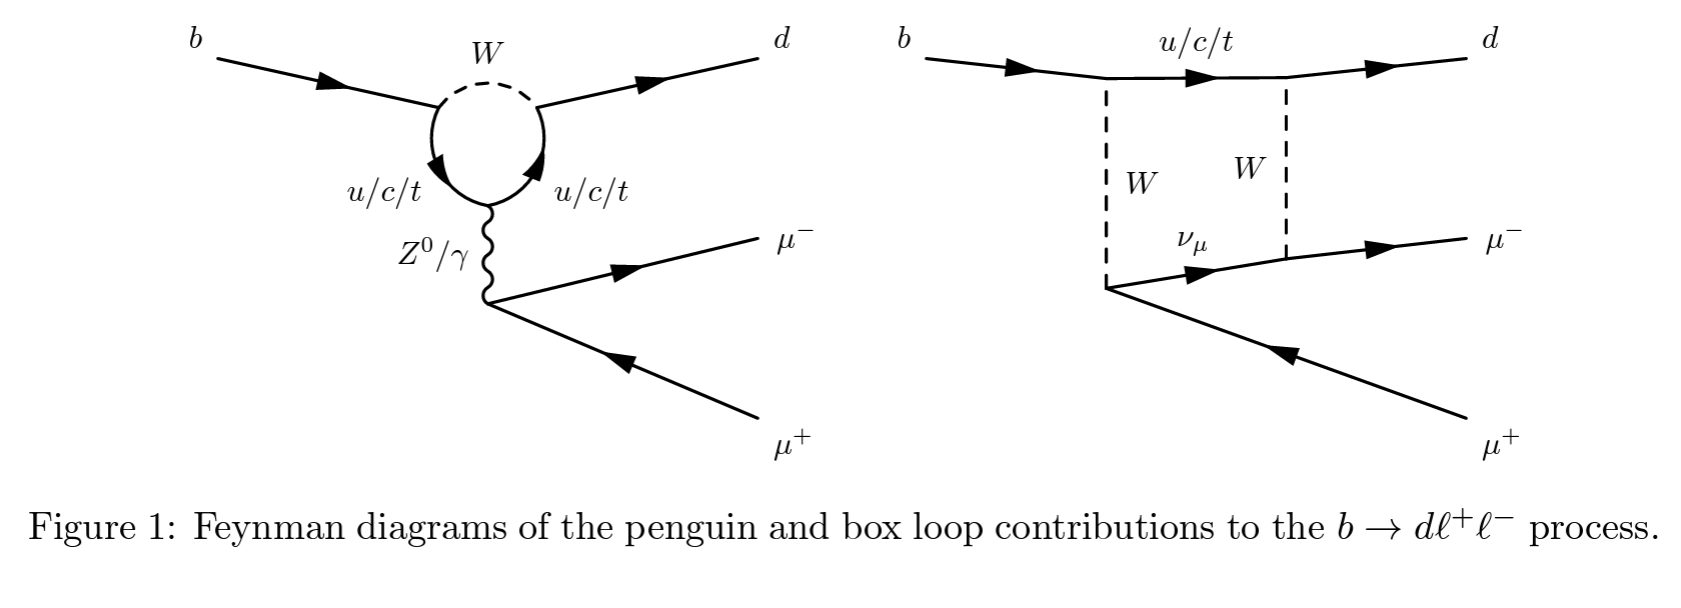 b
W
d
u/c/t
u/c/t
Z⁰/γ
μ⁻
μ⁺
b
u/c/t
d
W
W
ν_μ
μ⁻
μ⁺
Figure 1: Feynman diagrams of the penguin and box loop contributions to the b → dℓ⁺ℓ⁻ process.